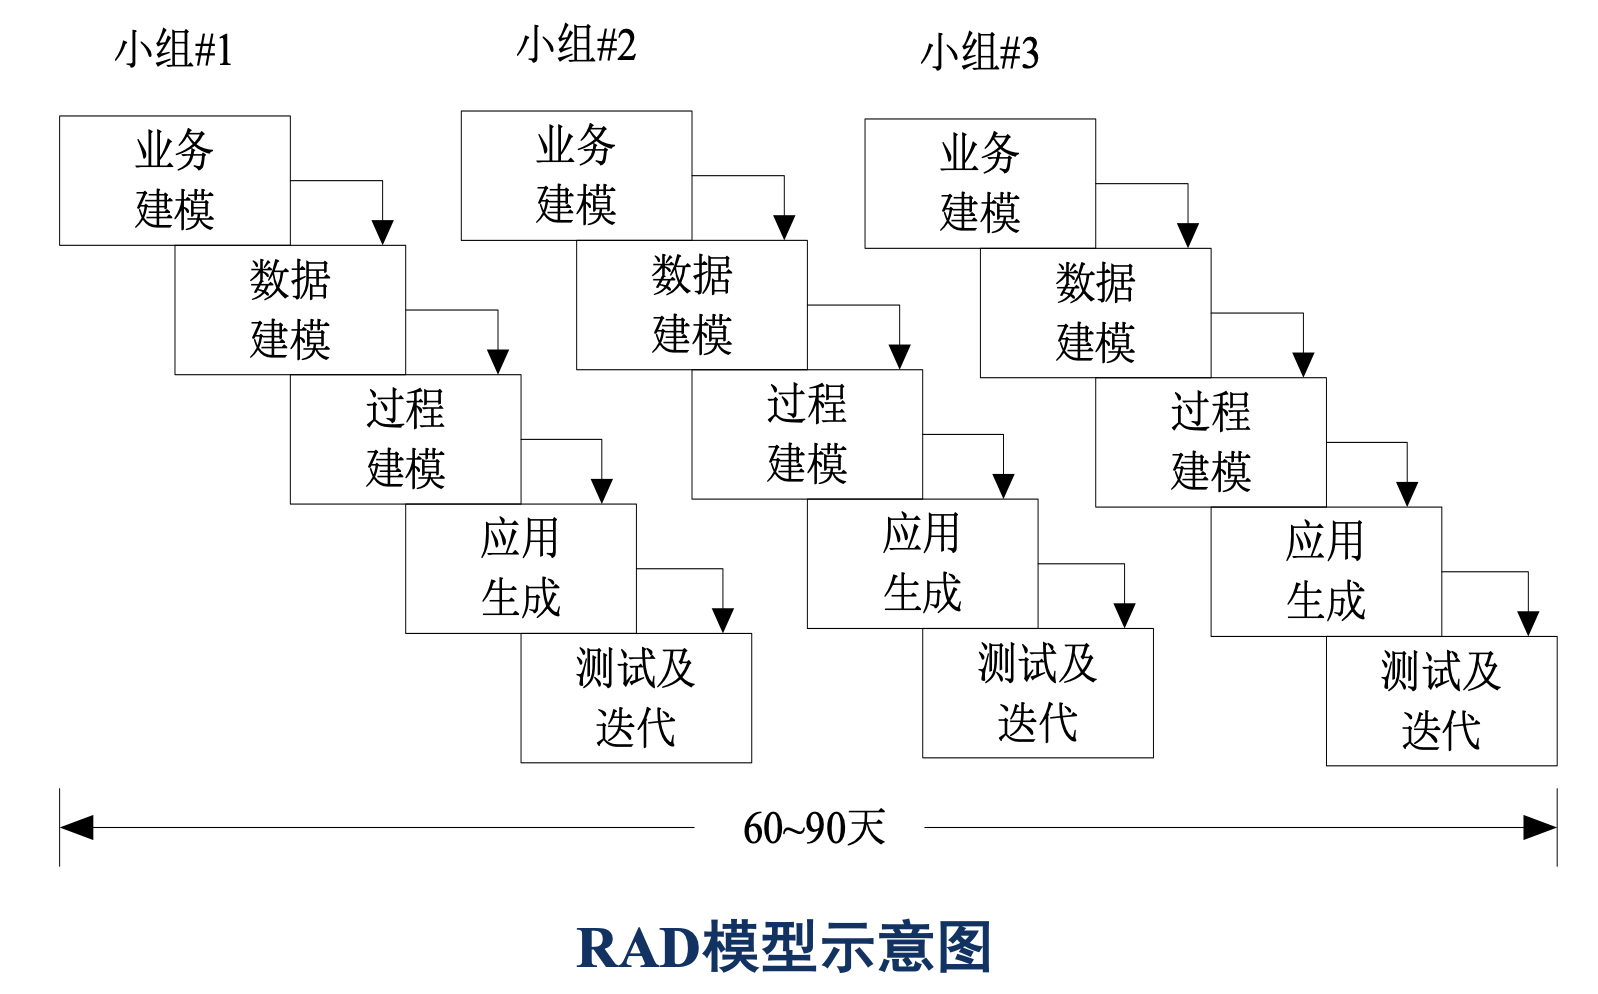 小组#1
小组#2
小组#3
业务
建模
数据
建模
过程
建模
应用
生成
测试及
迭代
业务
建模
数据
建模
过程
建模
应用
生成
测试及
迭代
业务
建模
数据
建模
过程
建模
应用
生成
测试及
迭代
60~90天
RAD模型示意图